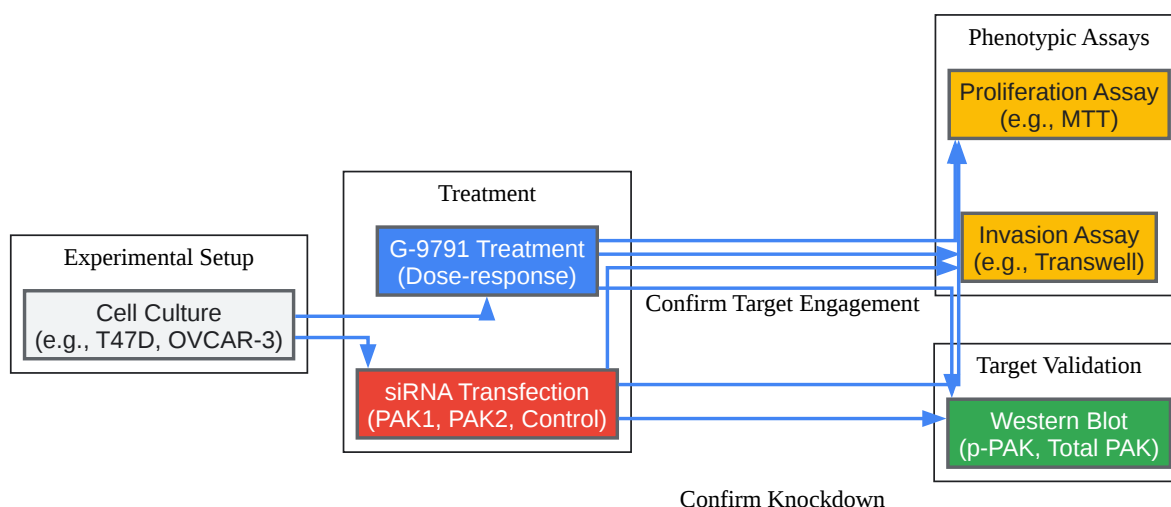 Experimental Setup
Cell Culture
(e.g., T47D, OVCAR-3)
Treatment
G-9791 Treatment
(Dose-response)
siRNA Transfection
(PAK1, PAK2, Control)
Confirm Target Engagement
Confirm Knockdown
Phenotypic Assays
Proliferation Assay
(e.g., MTT)
Invasion Assay
(e.g., Transwell)
Target Validation
Western Blot
(p-PAK, Total PAK)